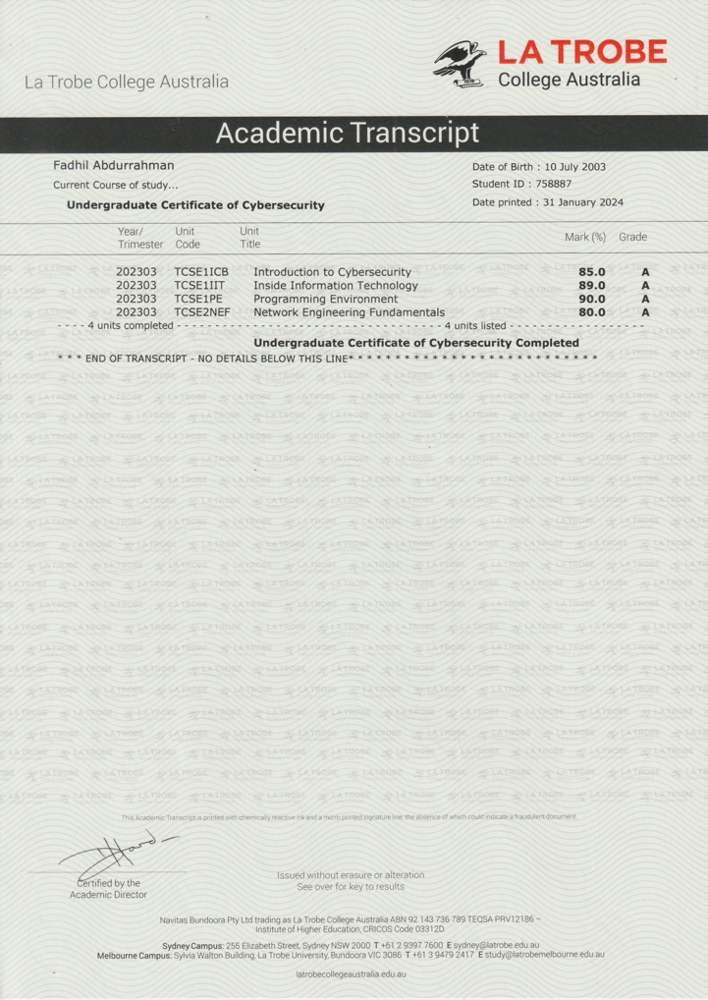 La Trobe College Australia
LA TROBE
College Australia
Academic Transcript
Fadhil Abdurrahman
Date of Birth : 10 July 2003
Current Course of study...
Student ID : 758887
Undergraduate Certificate of Cybersecurity
Date printed : 31 January 2024
Year/ Trimester Unit Code Unit Title Mark (%) Grade
202303 TCSE1ICB Introduction to Cybersecurity 85.0 A
202303 TCSE1IIT Inside Information Technology 89.0 A
202303 TCSE1PE Programming Environment 90.0 A
202303 TCSE2NEF Network Engineering Fundamentals 80.0 A
- - - - 4 units completed - - - - - - - - - - - - - - - - - - - - - - - - - - - - - - - 4 units listed - - - - - - - - - - - - - - - -
Undergraduate Certificate of Cybersecurity Completed
* * * END OF TRANSCRIPT - NO DETAILS BELOW THIS LINE* * * * * * * * * * * * * * * * * * * * * * * * * *
This Academic Transcript is printed with chemically reactive ink and a micro printed signature line; the absence of which could indicate a fraudulent document.
Certified by the
Academic Director
Issued without erasure or alteration
See over for key to results
Navitas Bundoora Pty Ltd trading as La Trobe College Australia ABN 92 143 736 789 TEQSA PRV12186 –
Institute of Higher Education, CRICOS Code 03312D
Sydney Campus: 255 Elizabeth Street, Sydney NSW 2000 T +61 2 9397 7600 E sydney@latrobe.edu.au
Melbourne Campus: Sylvia Walton Building, La Trobe University, Bundoora VIC 3086 T +61 3 9479 2417 E study@latrobemelbourne.edu.au
latrobecollegeaustralia.edu.au